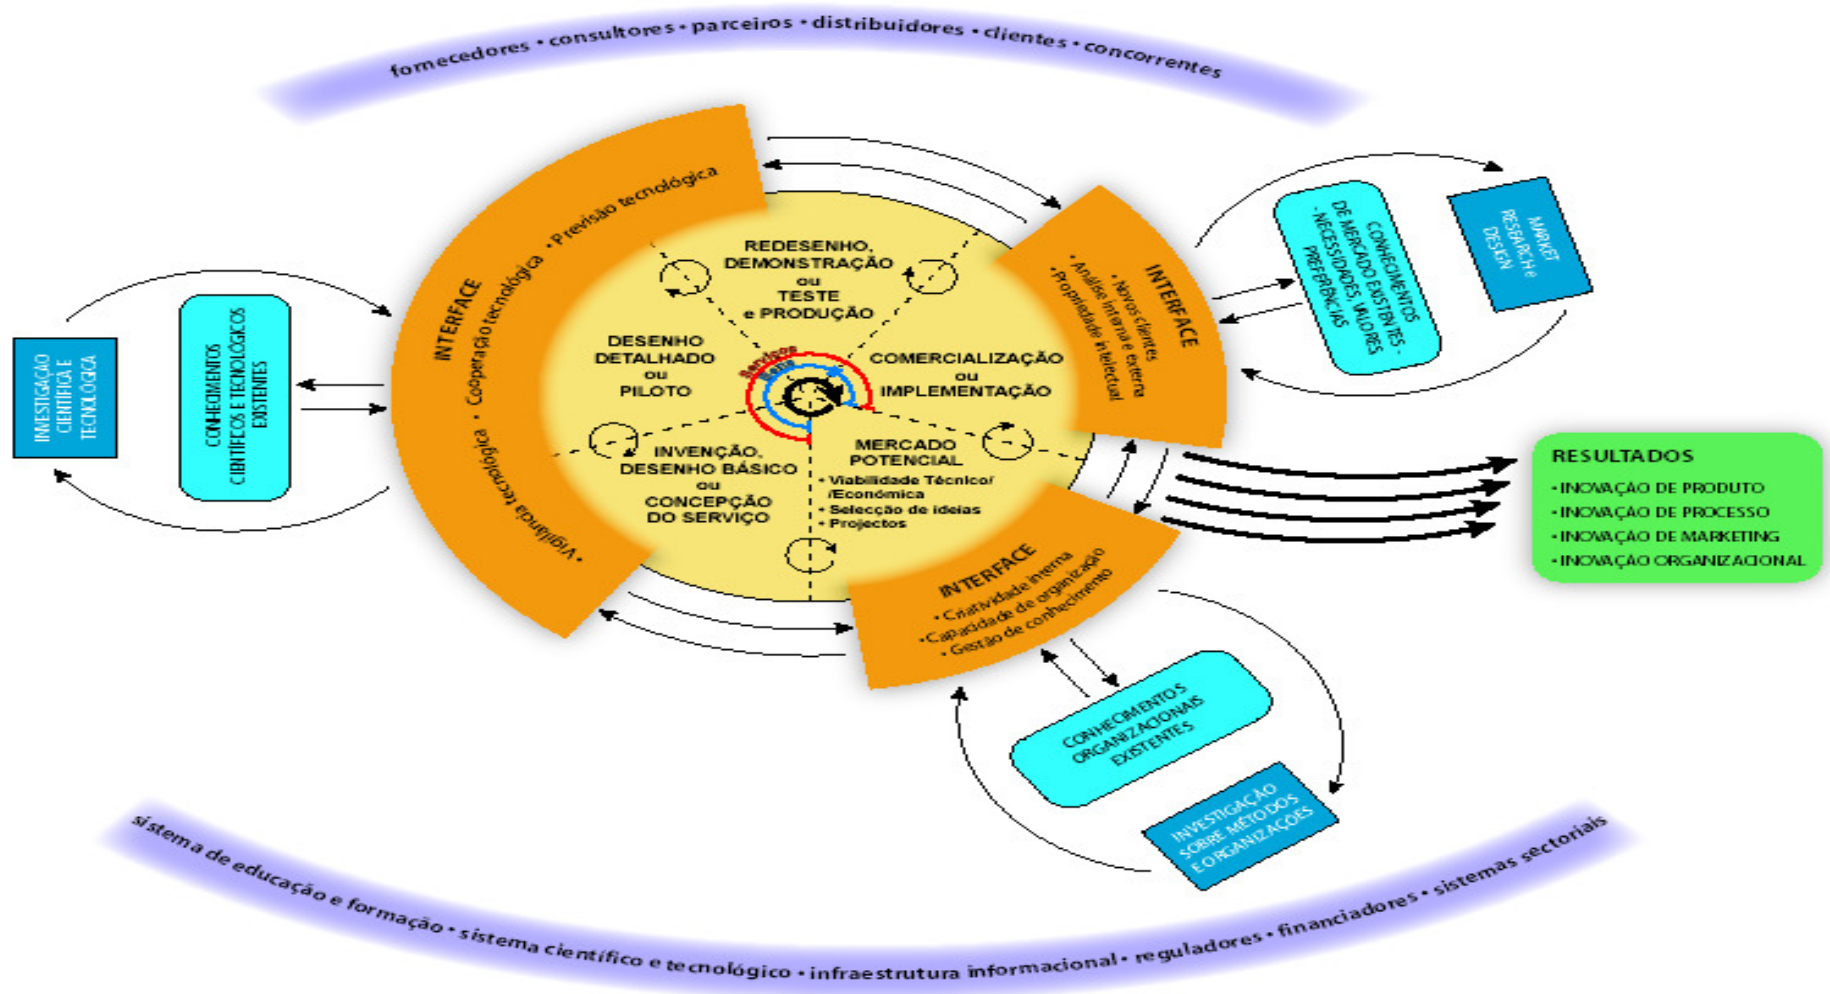 fornecedores • consultores • parceiros • distribuidores • clientes • concorrentes
INTERFACE
• Vigilância tecnológica • Cooperação tecnológica • Previsão tecnológica
INVESTIGAÇÃO
CIENTÍFICA E
TECNOLÓGICA
CONHECIMENTOS
CIENTÍFICOS E TECNOLÓGICOS
EXISTENTES
REDESENHO,
DEMONSTRAÇÃO
ou
TESTE
e PRODUÇÃO
DESENHO
DETALHADO
ou
PILOTO
Serviços
Bens
COMERCIALIZAÇÃO
ou
IMPLEMENTAÇÃO
INVENÇÃO,
DESENHO BÁSICO
ou
CONCEPÇÃO
DO SERVIÇO
MERCADO
POTENCIAL
• Viabilidade Técnico/
/Económica
• Selecção de ideias
• Projectos
INTERFACE
• Novos clientes
• Análise interna e externa
• Propriedade intelectual
CONHECIMENTOS
DE MERCADO EXISTENTES -
- NECESSIDADES, VALORES
PREFERÊNCIAS
MARKET
RESEARCH e
DESIGN
RESULTADOS
• INOVAÇÃO DE PRODUTO
• INOVAÇÃO DE PROCESSO
• INOVAÇÃO DE MARKETING
• INOVAÇÃO ORGANIZACIONAL
INTERFACE
• Criatividade interna
• Capacidade de organização
• Gestão de conhecimento
CONHECIMENTOS
ORGANIZACIONAIS
EXISTENTES
INVESTIGAÇÃO
SOBRE MÉTODOS
E ORGANIZAÇÕES
sistema de educação e formação • sistema científico e tecnológico • infraestrutura informacional • reguladores • financiadores • sistemas sectoriais